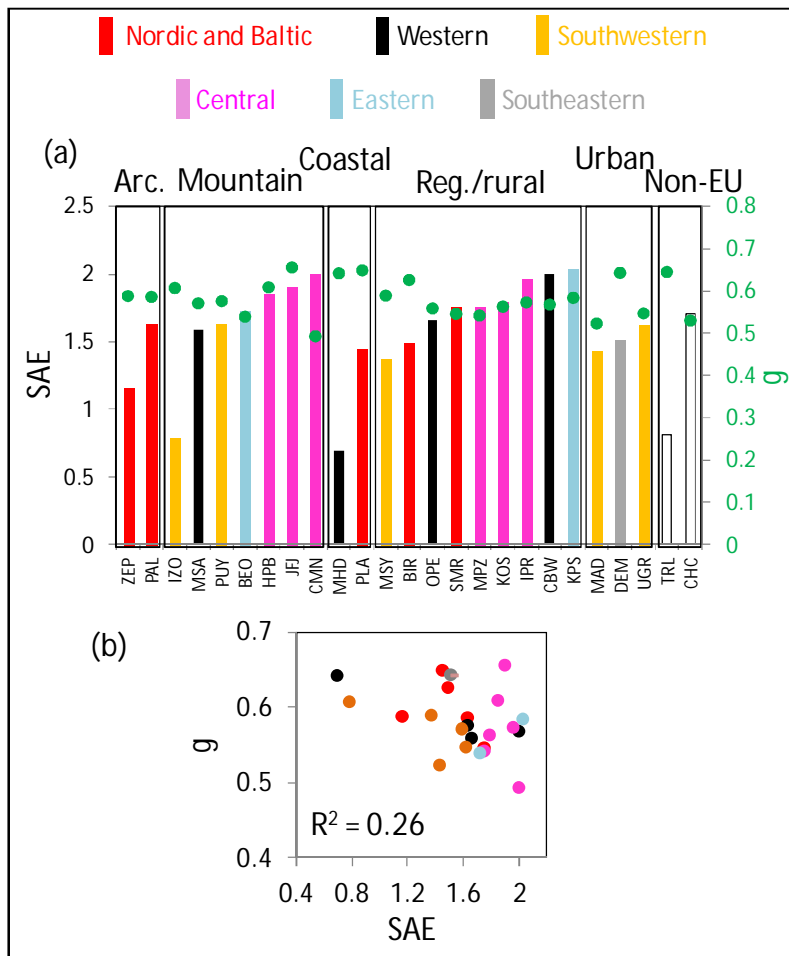 Nordic and Baltic Western Southwestern
Central Eastern Southeastern
(a)
Arc. Mountain Coastal Reg./rural Urban Non-EU
2.5 0.8
2 0.7
1.5 0.6
1 0.5
0.5 0.4
0 0.3
0.2
0.1
0
SAE
g
ZEP PAL IZO MSA PUY BEO HPB JFJ CMN MHD PLA MSY BIR OPE SMR MPZ KOS IPR CBW KPS MAD DEM UGR TRL CHC
(b)
0.7
0.6
0.5
0.4
g
R² = 0.26
0.4 0.8 1.2 1.6 2
SAE